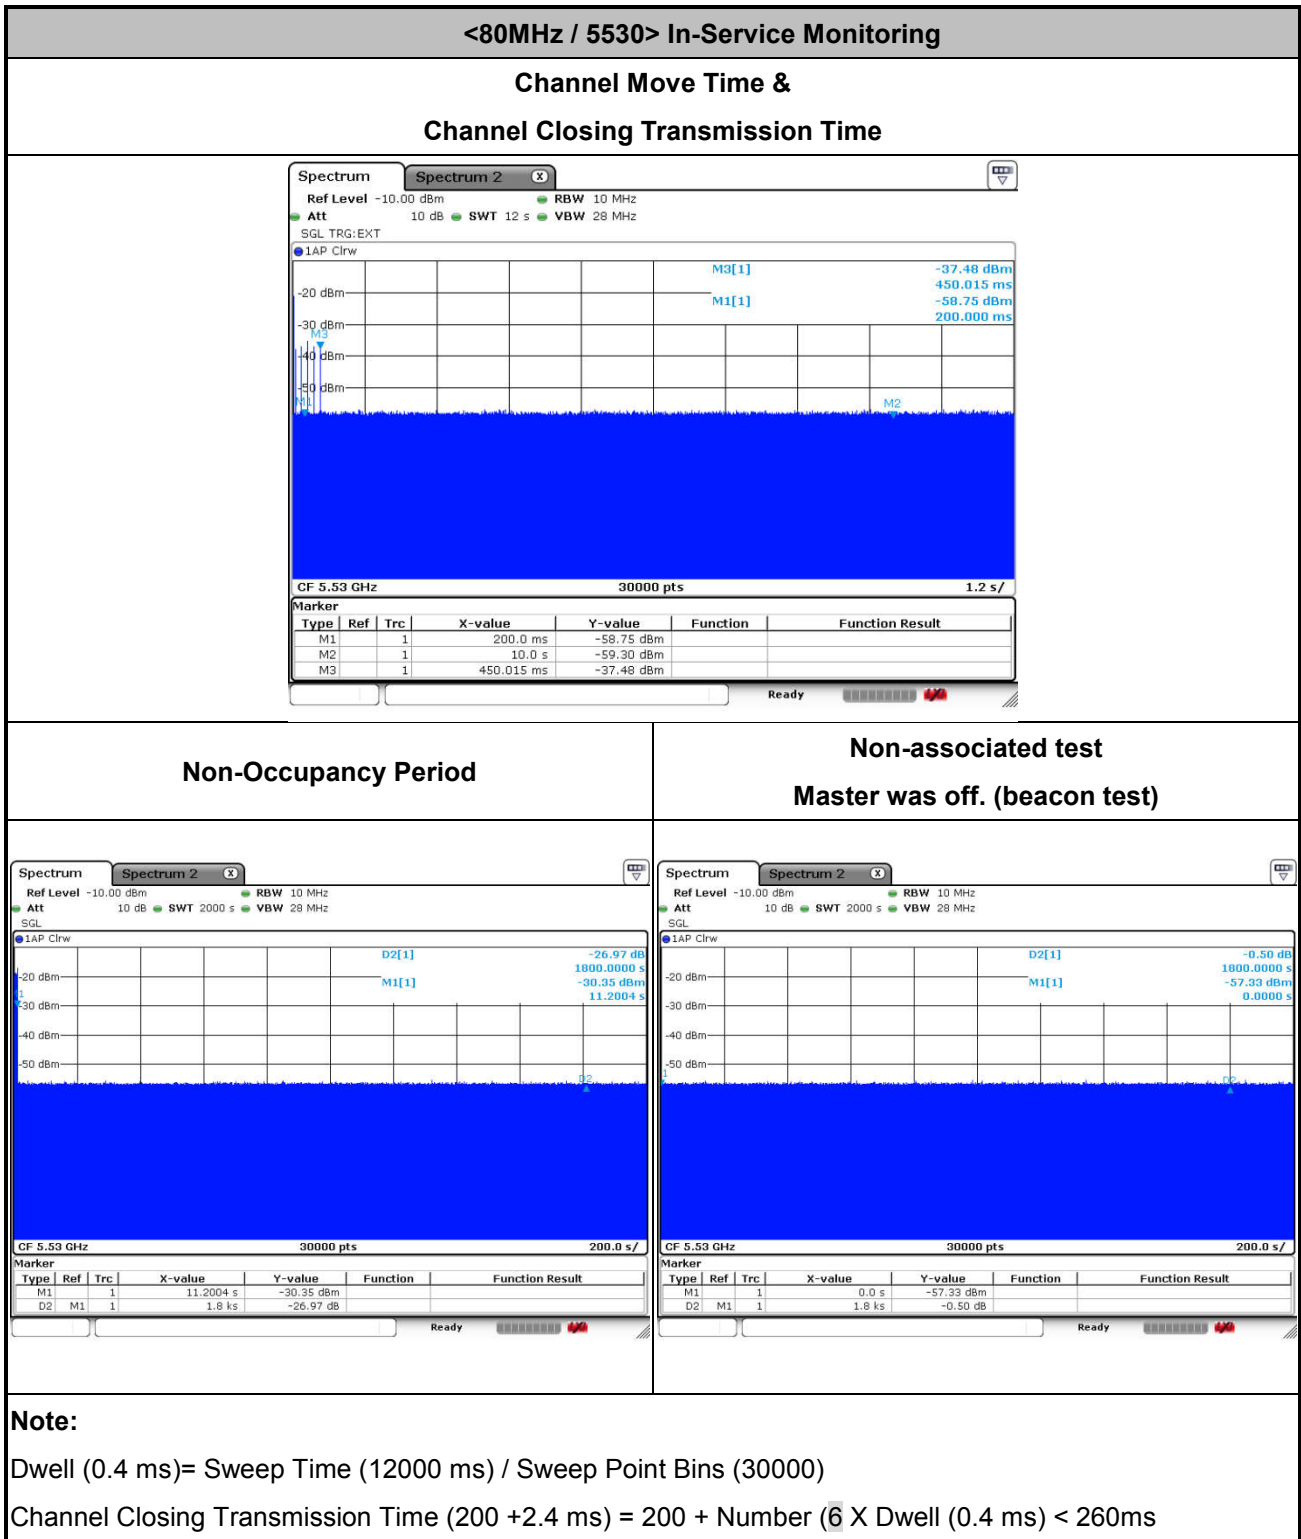 <80MHz / 5530> In-Service Monitoring
Channel Move Time &
Channel Closing Transmission Time
Spectrum Spectrum 2 X
Ref Level -10.00 dBm RBW 10 MHz
Att 10 dB SWT 12 s VBW 28 MHz
SGL TRG:EXT
1AP Clrw
M3[1] -37.48 dBm
450.015 ms
-20 dBm
M1[1] -58.75 dBm
200.000 ms
-30 dBm
M3
-40 dBm
-50 dBm
M1
M2
CF 5.53 GHz 30000 pts 1.2 s/
Marker
Type Ref Trc X-value Y-value Function Function Result
M1 1 200.0 ms -58.75 dBm
M2 1 10.0 s -59.30 dBm
M3 1 450.015 ms -37.48 dBm
Ready
Non-Occupancy Period
Non-associated test
Master was off. (beacon test)
Spectrum Spectrum 2 X
Ref Level -10.00 dBm RBW 10 MHz
Att 10 dB SWT 2000 s VBW 28 MHz
SGL
1AP Clrw
D2[1] -26.97 dB
1800.0000 s
-20 dBm
M1[1] -30.35 dBm
11.2004 s
-30 dBm
-40 dBm
-50 dBm
D2
CF 5.53 GHz 30000 pts 200.0 s/
Marker
Type Ref Trc X-value Y-value Function Function Result
M1 1 11.2004 s -30.35 dBm
D2 M1 1 1.8 ks -26.97 dB
Ready
Spectrum Spectrum 2 X
Ref Level -10.00 dBm RBW 10 MHz
Att 10 dB SWT 2000 s VBW 28 MHz
SGL
1AP Clrw
D2[1] -0.50 dB
1800.0000 s
-20 dBm
M1[1] -57.33 dBm
0.0000 s
-30 dBm
-40 dBm
-50 dBm
D2
CF 5.53 GHz 30000 pts 200.0 s/
Marker
Type Ref Trc X-value Y-value Function Function Result
M1 1 0.0 s -57.33 dBm
D2 M1 1 1.8 ks -0.50 dB
Ready
Note:
Dwell (0.4 ms)= Sweep Time (12000 ms) / Sweep Point Bins (30000)
Channel Closing Transmission Time (200 +2.4 ms) = 200 + Number (6 X Dwell (0.4 ms) < 260ms